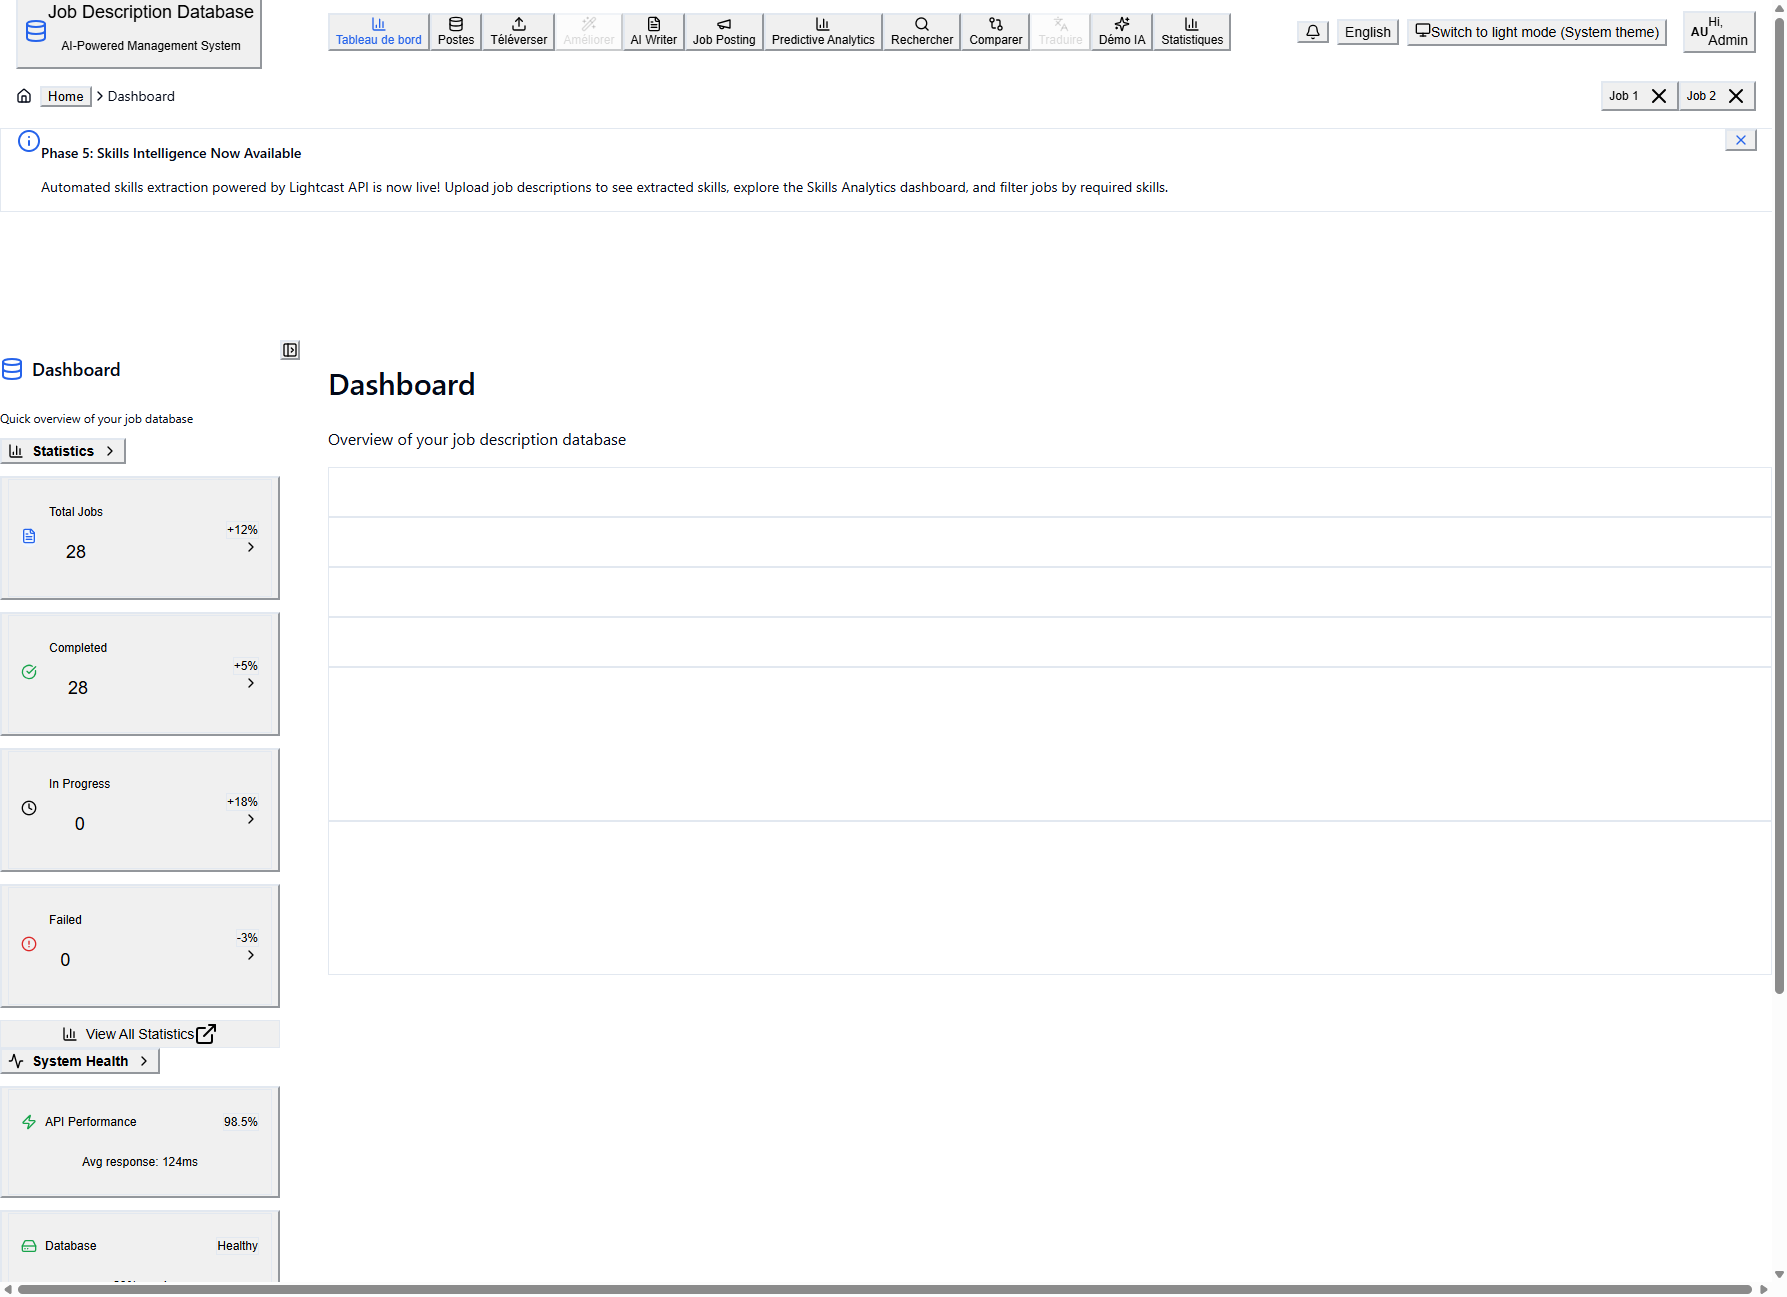 Job Description Database
AI-Powered Management System
Tableau de bord
Postes
Téléverser
Améliorer
AI Writer
Job Posting
Predictive Analytics
Rechercher
Comparer
Traduire
Démo IA
Statistiques
English
Switch to light mode (System theme)
AU
Hi,
Admin
Home
Dashboard
Job 1
Job 2
Phase 5: Skills Intelligence Now Available
Automated skills extraction powered by Lightcast API is now live! Upload job descriptions to see extracted skills, explore the Skills Analytics dashboard, and filter jobs by required skills.
Dashboard
Quick overview of your job database
Statistics
Total Jobs
28
+12%
Completed
28
+5%
In Progress
0
+18%
Failed
0
-3%
View All Statistics
System Health
API Performance
98.5%
Avg response: 124ms
Database
Healthy
Dashboard
Overview of your job description database